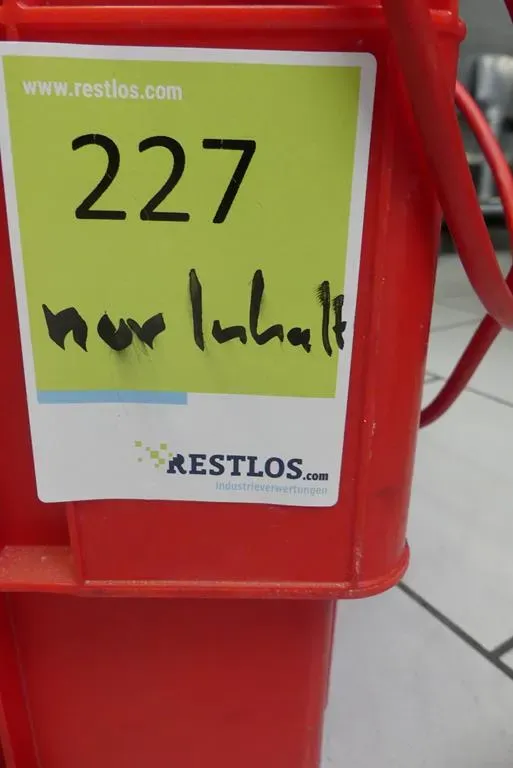 www.restlos.com
227
nur Inhalt
RESTLOS.com
industrieverwertungen